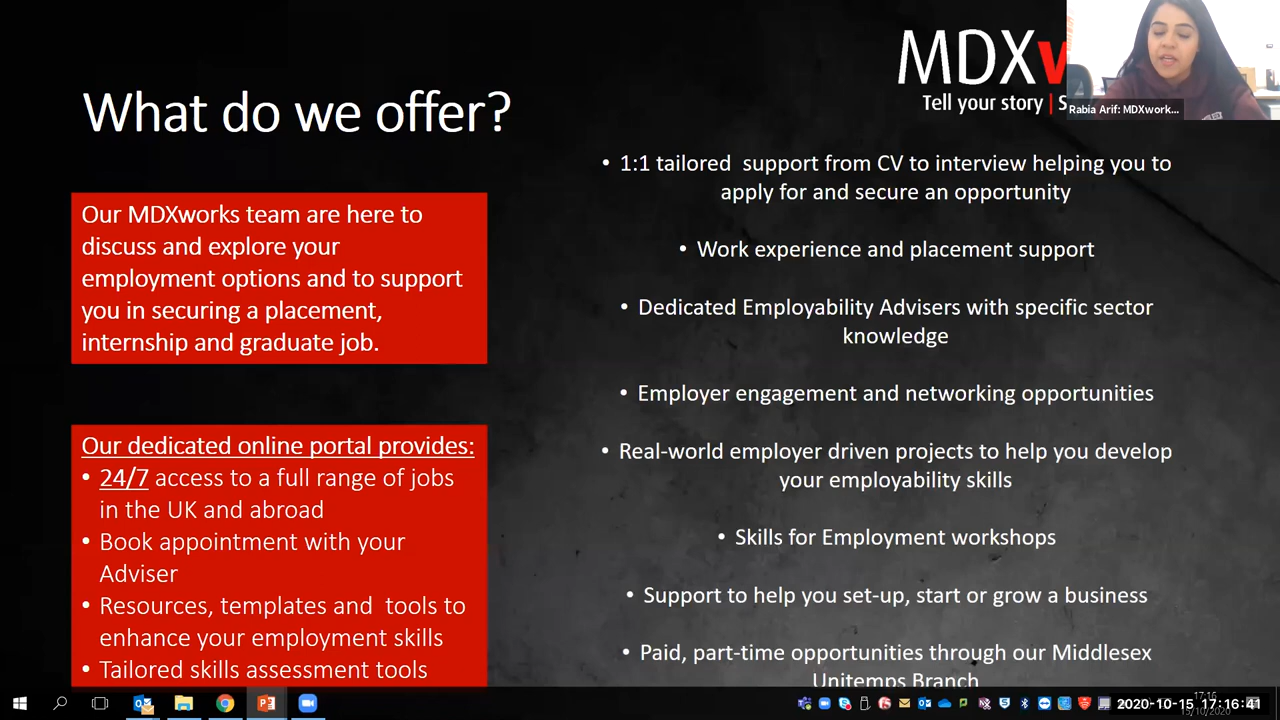 What do we offer?
MDXw
Tell your story | S
Rabia Arif: MDXwork...
Our MDXworks team are here to
discuss and explore your
employment options and to support
you in securing a placement,
internship and graduate job.
Our dedicated online portal provides:
• 24/7 access to a full range of jobs
in the UK and abroad
• Book appointment with your
Adviser
• Resources, templates and tools to
enhance your employment skills
• Tailored skills assessment tools
• 1:1 tailored support from CV to interview helping you to
apply for and secure an opportunity
• Work experience and placement support
• Dedicated Employability Advisers with specific sector
knowledge
• Employer engagement and networking opportunities
• Real-world employer driven projects to help you develop
your employability skills
• Skills for Employment workshops
• Support to help you set-up, start or grow a business
• Paid, part-time opportunities through our Middlesex
Unitemps Branch
17:16
2020-10-15 17:16:41
15/10/2020